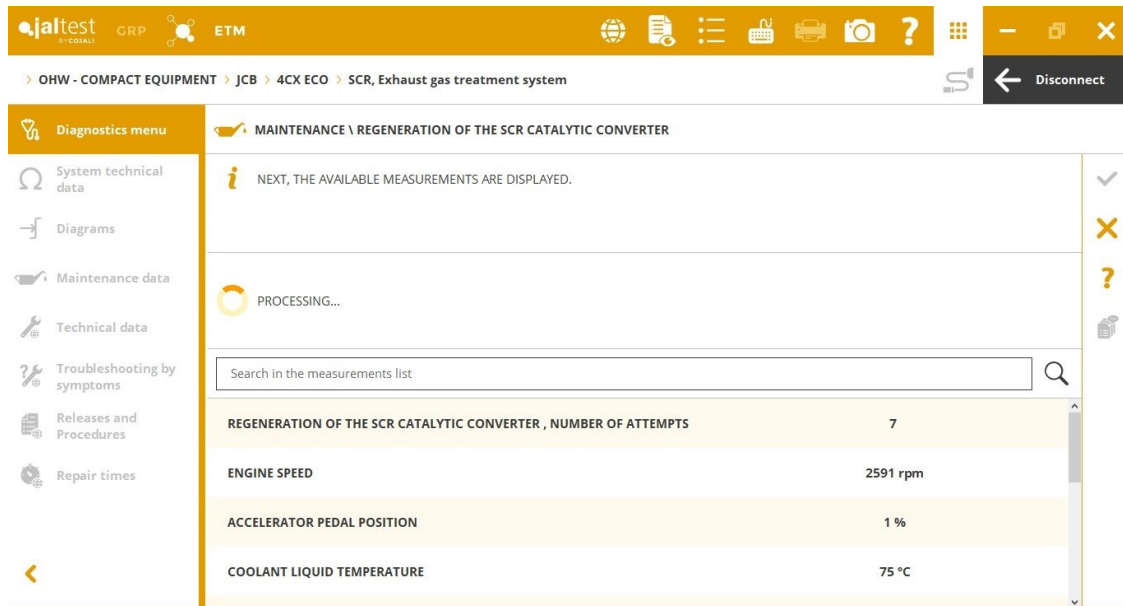 jaltest
BY COJALI
GRP
ETM
?
> OHW - COMPACT EQUIPMENT > JCB > 4CX ECO > SCR, Exhaust gas treatment system
Disconnect
Diagnostics menu
MAINTENANCE \ REGENERATION OF THE SCR CATALYTIC CONVERTER
System technical
data
i
NEXT, THE AVAILABLE MEASUREMENTS ARE DISPLAYED.
Diagrams
Maintenance data
?
PROCESSING...
Technical data
Troubleshooting by
symptoms
Search in the measurements list
Releases and
Procedures
REGENERATION OF THE SCR CATALYTIC CONVERTER , NUMBER OF ATTEMPTS 7
Repair times
ENGINE SPEED 2591 rpm
ACCELERATOR PEDAL POSITION 1 %
COOLANT LIQUID TEMPERATURE 75 ºC